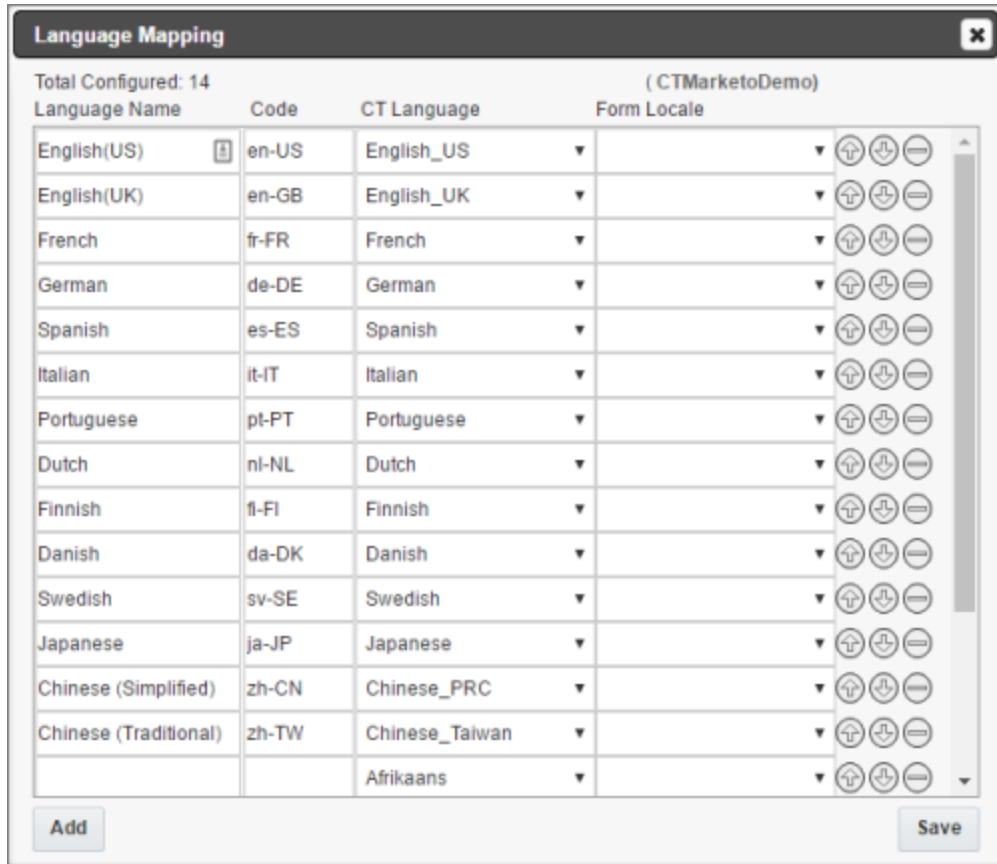 Language Mapping
Total Configured: 14 ( CTMarketoDemo)
Language Name Code CT Language Form Locale
English(US) en-US English_US
English(UK) en-GB English_UK
French fr-FR French
German de-DE German
Spanish es-ES Spanish
Italian it-IT Italian
Portuguese pt-PT Portuguese
Dutch nl-NL Dutch
Finnish fi-FI Finnish
Danish da-DK Danish
Swedish sv-SE Swedish
Japanese ja-JP Japanese
Chinese (Simplified) zh-CN Chinese_PRC
Chinese (Traditional) zh-TW Chinese_Taiwan
Afrikaans
Add Save